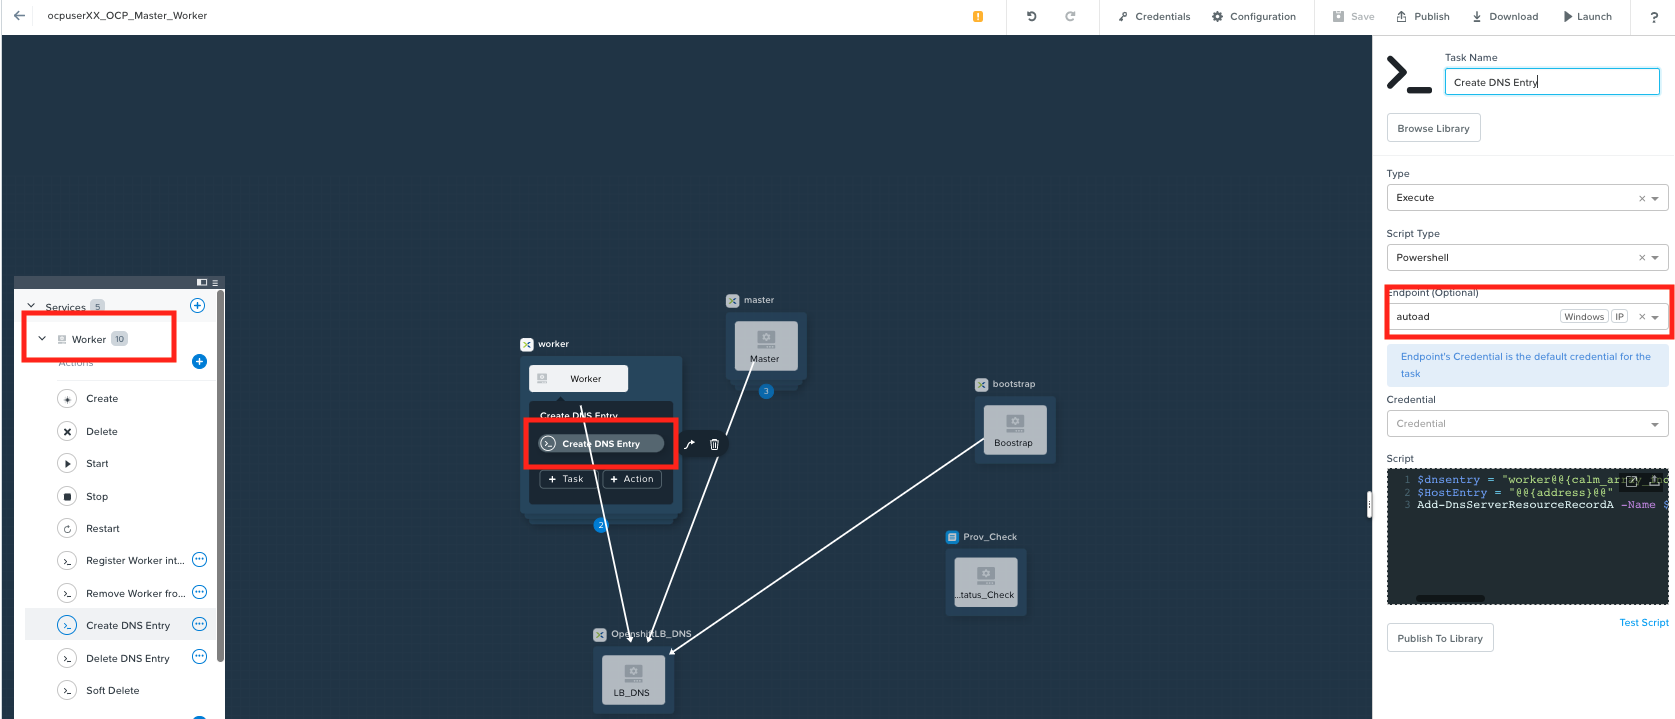 ocpuserXX_OCP_Master_Worker
Credentials
Configuration
Save
Publish
Download
Launch
?
Services 5
Worker 10
Actions
Create
Delete
Start
Stop
Restart
Register Worker int...
Remove Worker fro...
Create DNS Entry
Delete DNS Entry
Soft Delete
worker
Worker
Create DNS Entry
Create DNS Entry
+ Task
+ Action
2
master
Master
3
bootstrap
Boostrap
Prov_Check
...tatus_Check
OpenshiftLB_DNS
LB_DNS
Task Name
Create DNS Entry
Browse Library
Type
Execute
Script Type
Powershell
Endpoint (Optional)
autoad Windows IP
Endpoint's Credential is the default credential for the
task
Credential
Credential
Script
1 $dnsentry = "worker@@{calm_array
2 $HostEntry = "@@{address}@@"
3 Add-DnsServerResourceRecordA -Name $
Test Script
Publish To Library